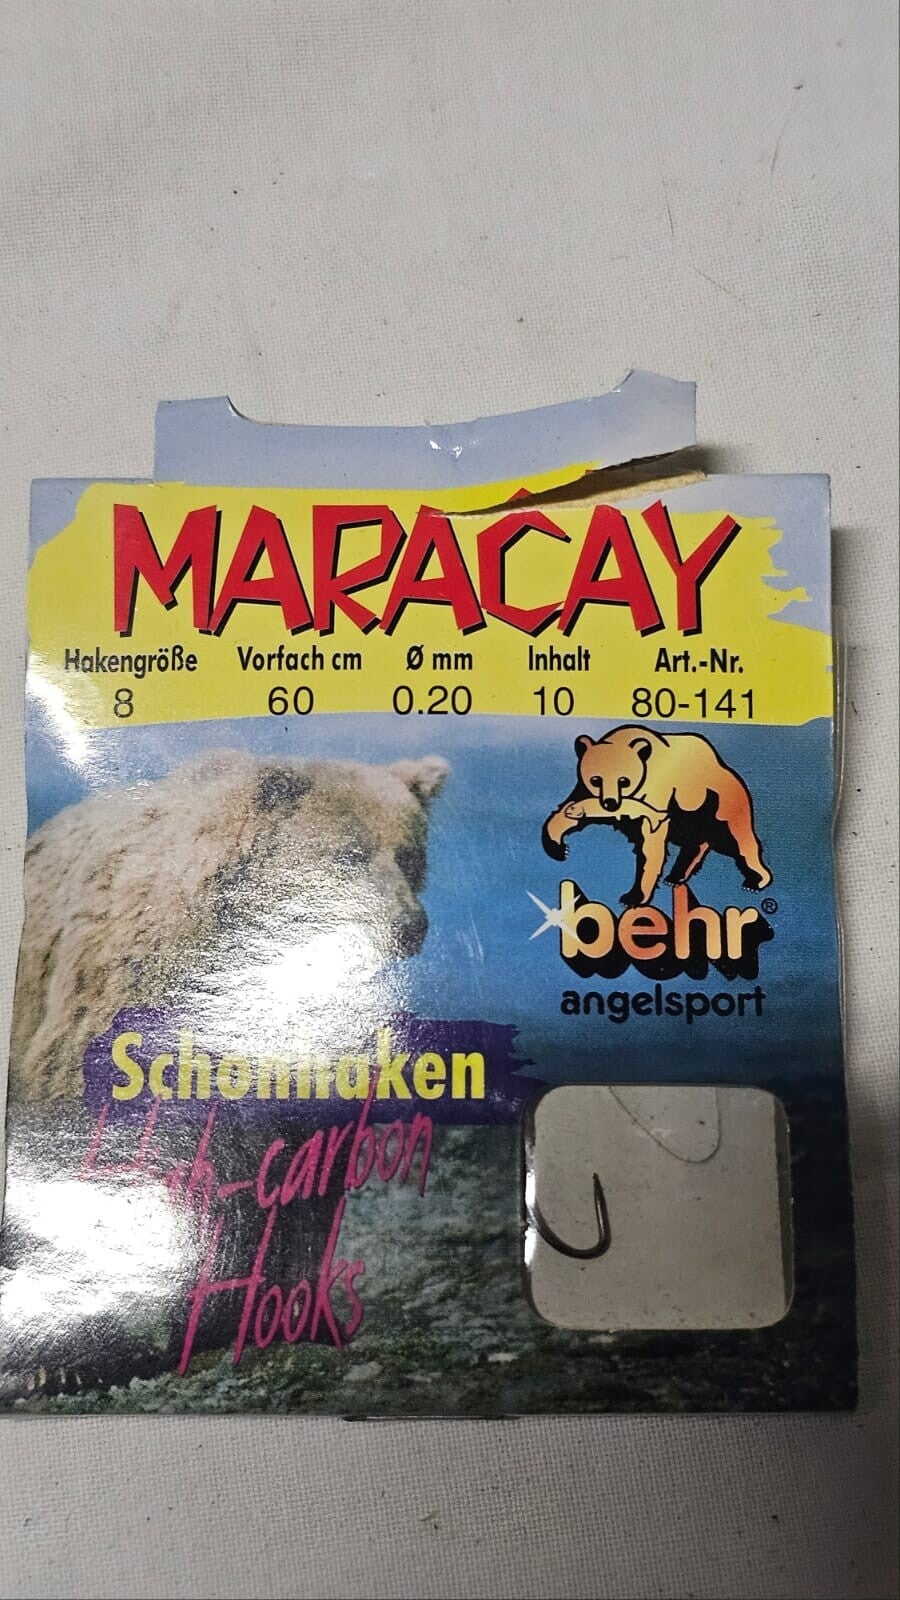 MARACAY
Hakengröße Vorfach cm Ø mm Inhalt Art.-Nr.
8 60 0.20 10 80-141
behr®
angelsport
Schonhaken
High-carbon
Hooks